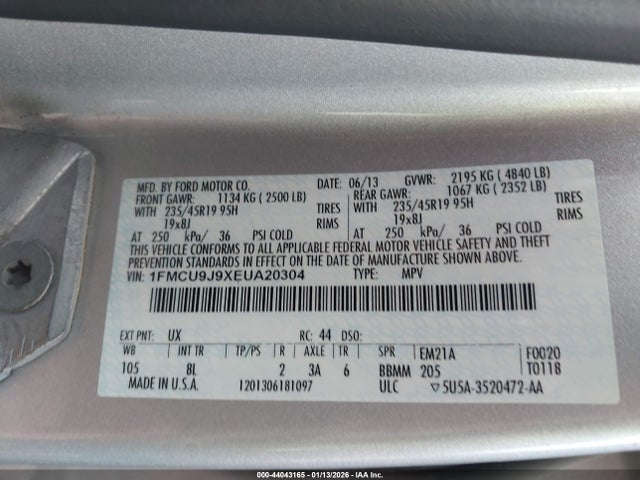 MFD. BY FORD MOTOR CO. DATE: 06/13 GVWR: 2195 KG ( 4840 LB)
FRONT GAWR: 1134 KG ( 2500 LB) REAR GAWR: 1067 KG ( 2352 LB)
WITH 235/45R19 95H TIRES WITH 235/45R19 95H TIRES
19x8J RIMS 19x8J RIMS
AT 250 kPa/ 36 PSI COLD AT 250 kPa/ 36 PSI COLD
THIS VEHICLE CONFORMS TO ALL APPLICABLE FEDERAL MOTOR VEHICLE SAFETY AND THEFT
PREVENTION STANDARDS IN EFFECT ON THE DATE OF MANUFACTURE SHOWN ABOVE.
VIN: 1FMCU9J9XEUA20304 TYPE: MPV
EXT PNT: UX RC: 44 DSO:
WB INT TR TP/PS R AXLE TR SPR EM21A F0020
105 8L 2 3A 6 BBMM 205 T0118
MADE IN U.S.A. 1201306181097 ULC ▽5U5A-3520472-AA
000-44043165 - 01/13/2026 - IAA Inc.